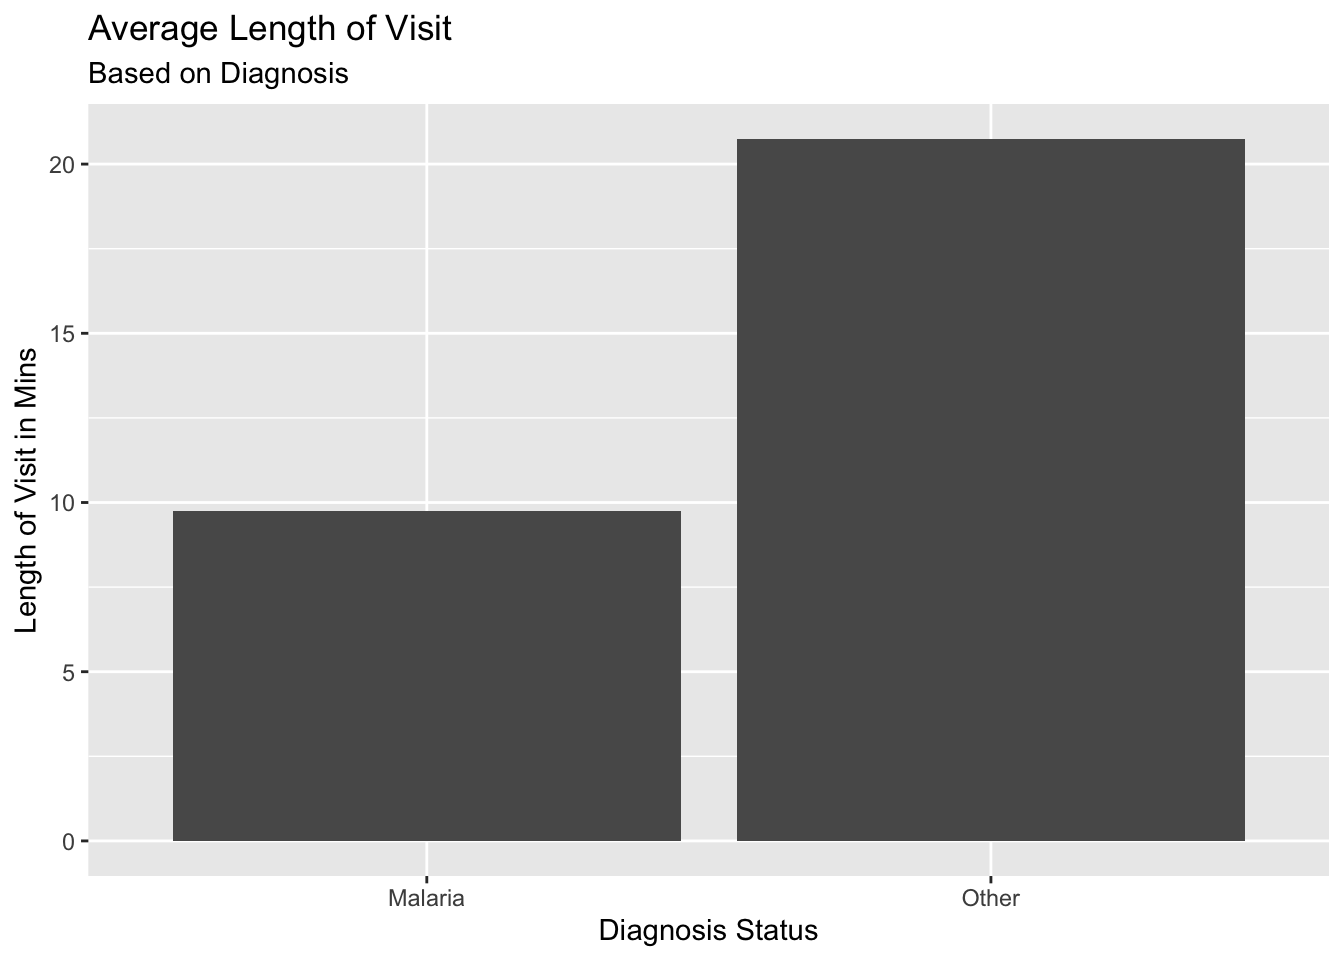 Average Length of Visit
Based on Diagnosis
Length of Visit in Mins
20
15
10
5
0
Malaria
Other
Diagnosis Status